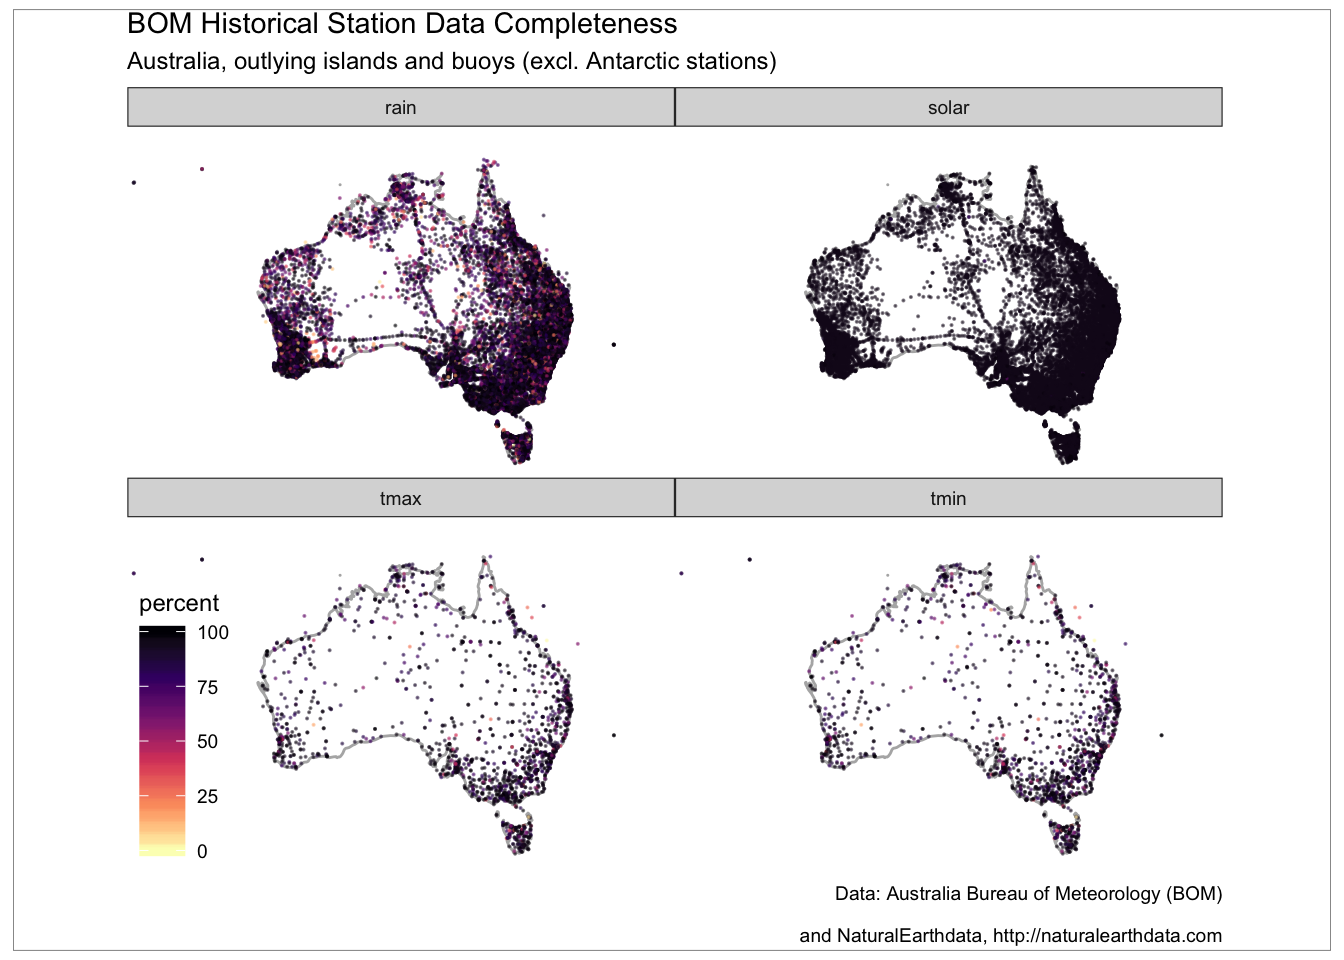 BOM Historical Station Data Completeness
Australia, outlying islands and buoys (excl. Antarctic stations)
rain
solar
tmax
tmin
percent
100
75
50
25
0
Data: Australia Bureau of Meteorology (BOM)
and NaturalEarthdata, http://naturalearthdata.com